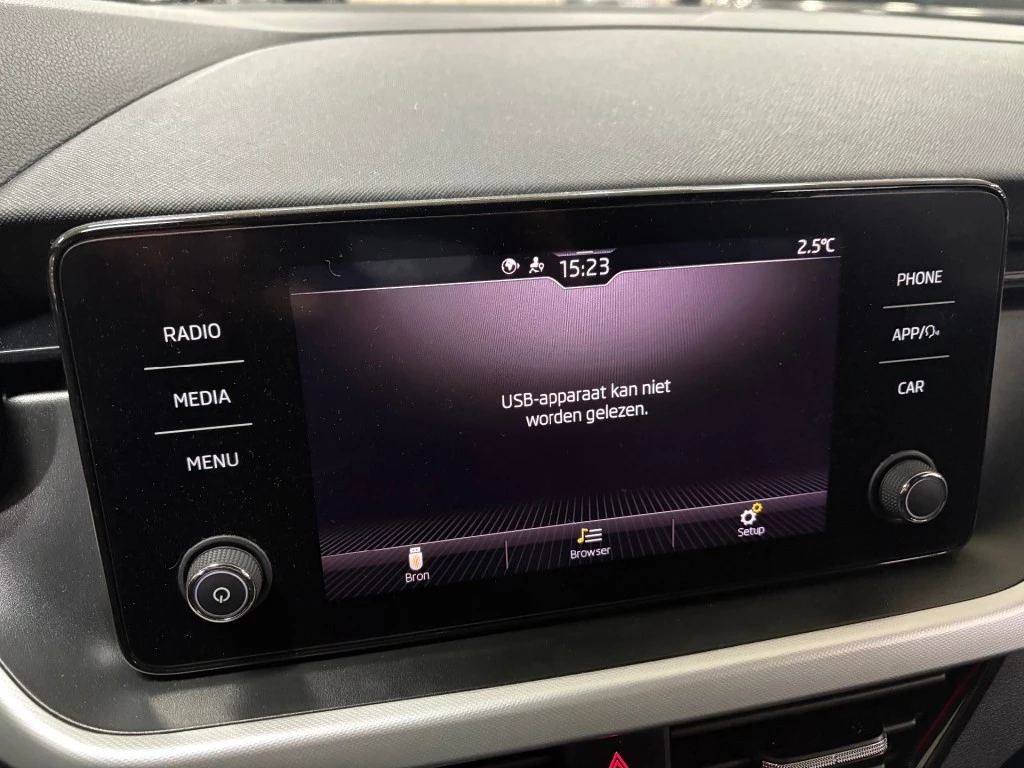 15:23
2.5°C
RADIO
MEDIA
MENU
PHONE
APP/
CAR
USB-apparaat kan niet
worden gelezen.
Bron
Browser
Setup